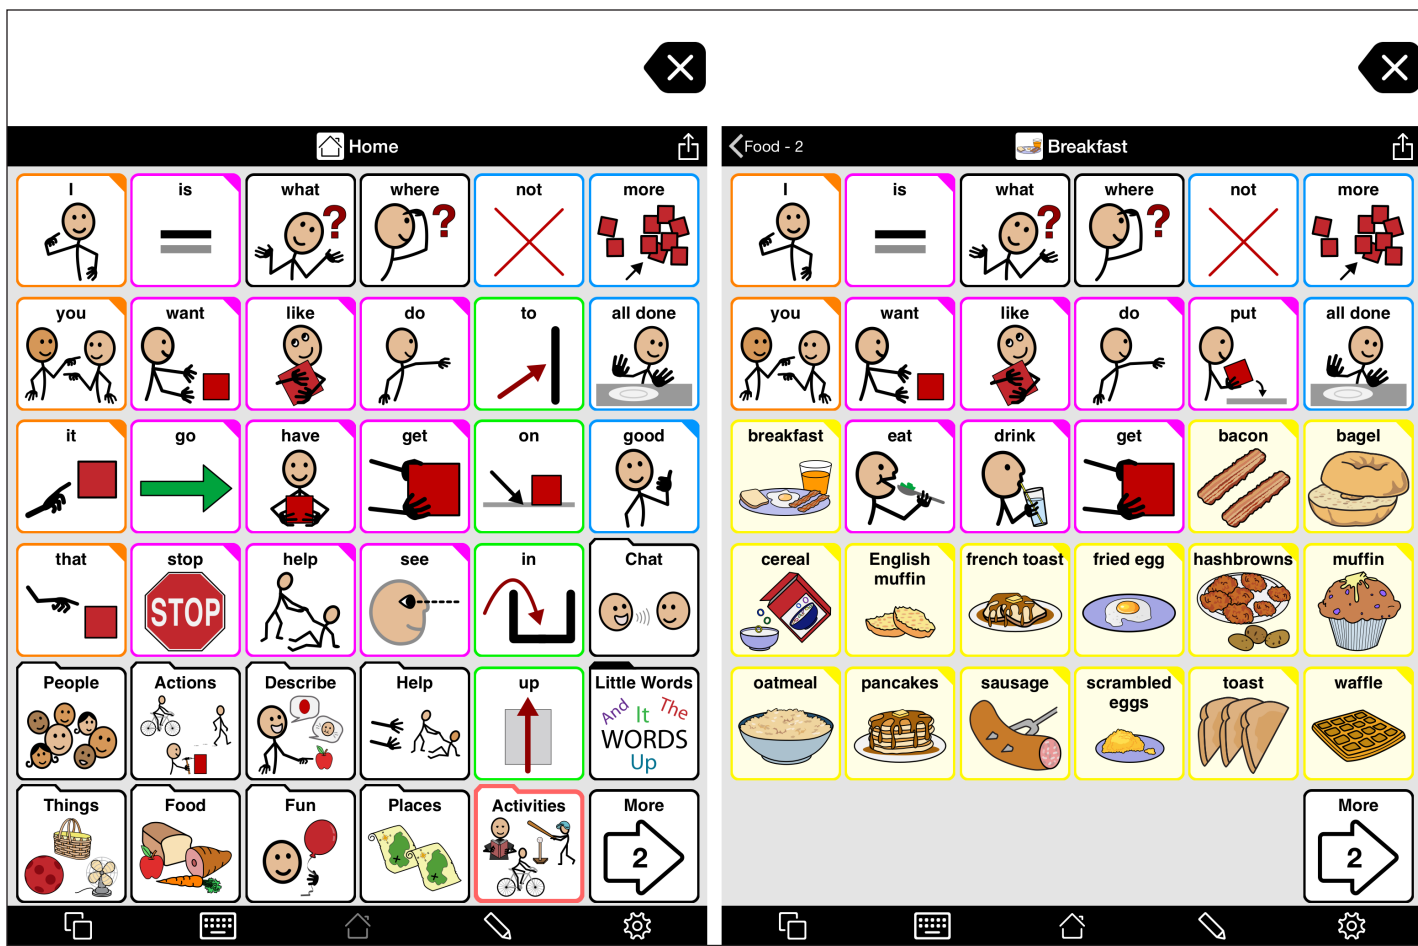 Home
I is what where not more
you want like do to all done
it go have get on good
that stop help see in Chat
STOP
People Actions Describe Help up Little Words
And It The
WORDS
Up
Things Food Fun Places Activities More
2
Food - 2 Breakfast
I is what where not more
you want like do put all done
breakfast eat drink get bacon bagel
cereal English muffin french toast fried egg hashbrowns muffin
oatmeal pancakes sausage scrambled eggs toast waffle
More
2